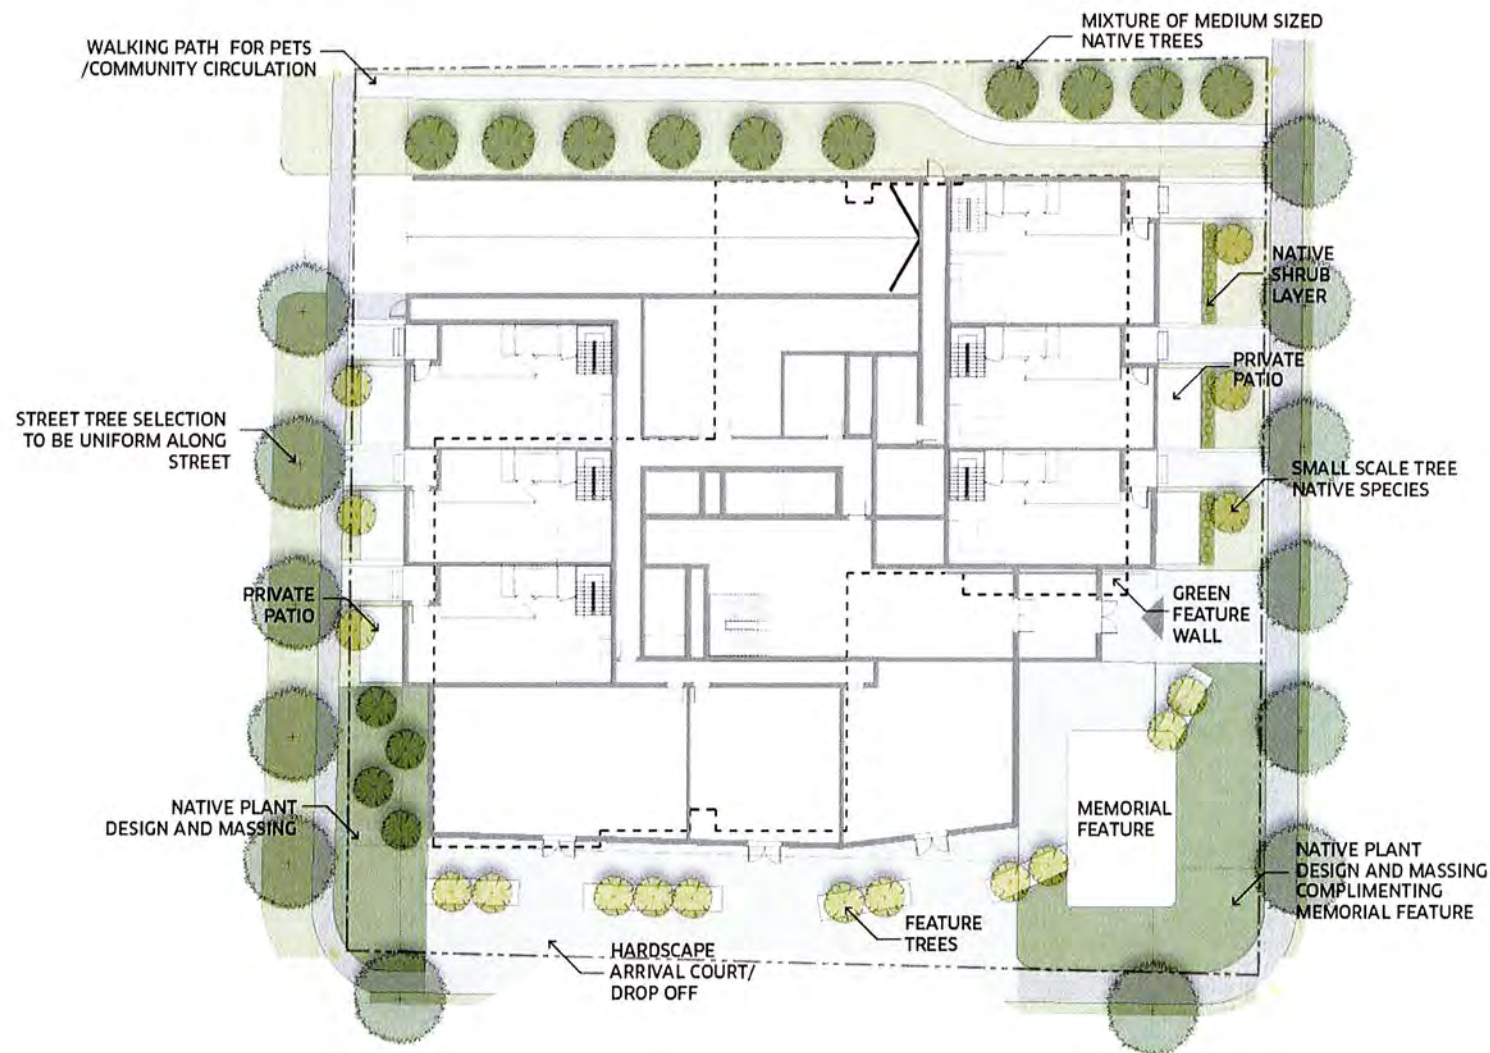 WALKING PATH FOR PETS
/COMMUNITY CIRCULATION
MIXTURE OF MEDIUM SIZED
NATIVE TREES
NATIVE
SHRUB
LAYER
PRIVATE
PATIO
STREET TREE SELECTION
TO BE UNIFORM ALONG
STREET
SMALL SCALE TREE
NATIVE SPECIES
PRIVATE
PATIO
GREEN
FEATURE
WALL
NATIVE PLANT
DESIGN AND MASSING
MEMORIAL
FEATURE
NATIVE PLANT
DESIGN AND MASSING
COMPLIMENTING
MEMORIAL FEATURE
FEATURE
TREES
HARDSCAPE
ARRIVAL COURT/
DROP OFF